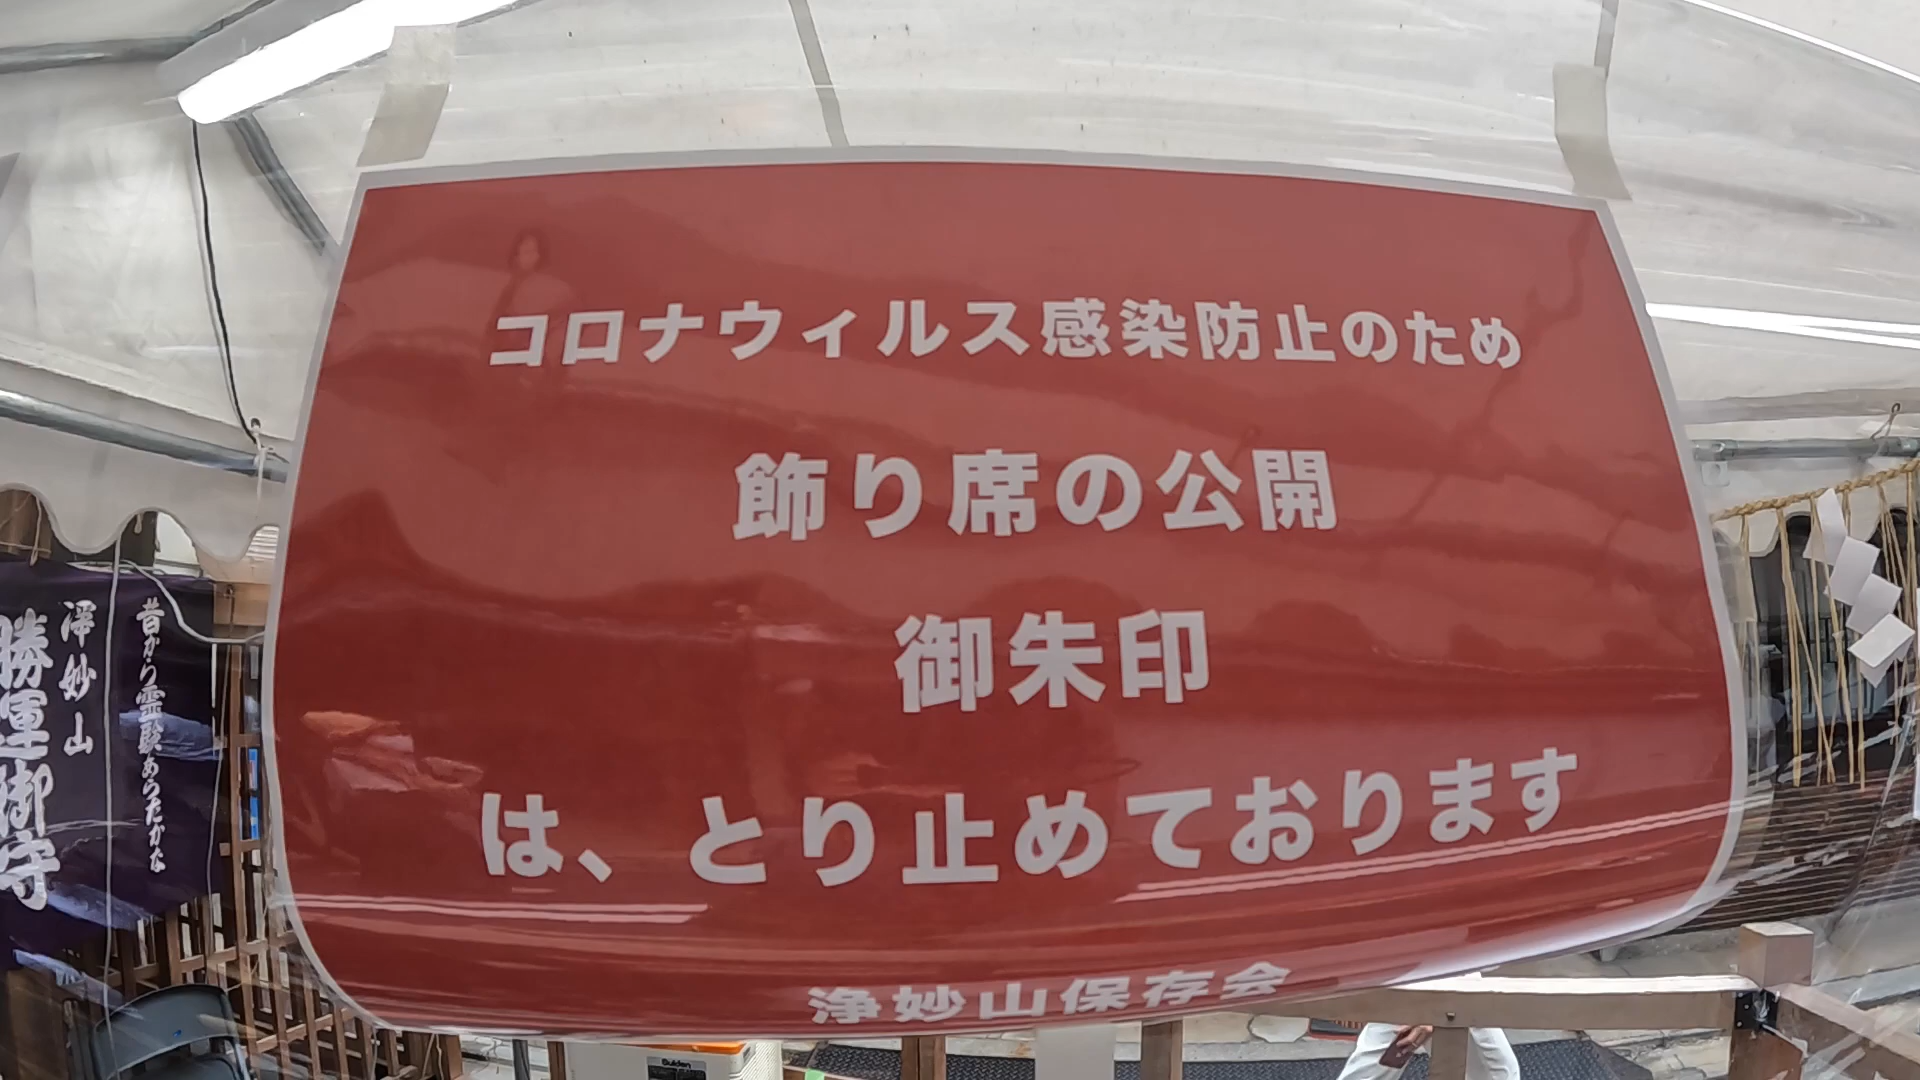 コロナウィルス感染防止のため
飾り席の公開
御朱印
は、とり止めております
浄妙山保存会
昔から霊験あらたかな
浄妙山
勝運御守